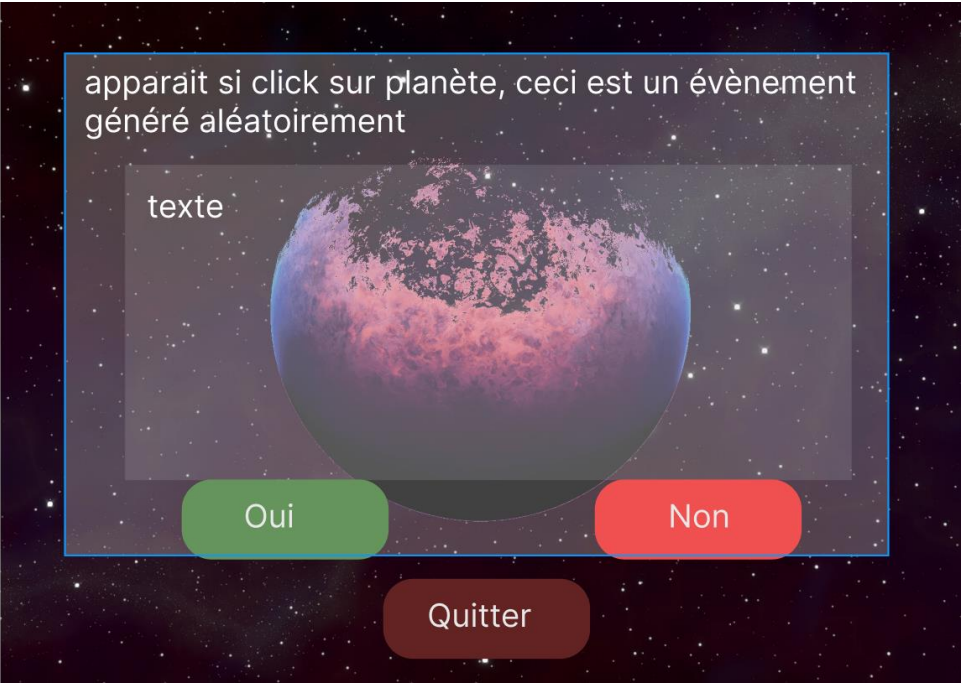 apparait si click sur planète, ceci est un évènement
généré aléatoirement
texte
Oui
Non
Quitter